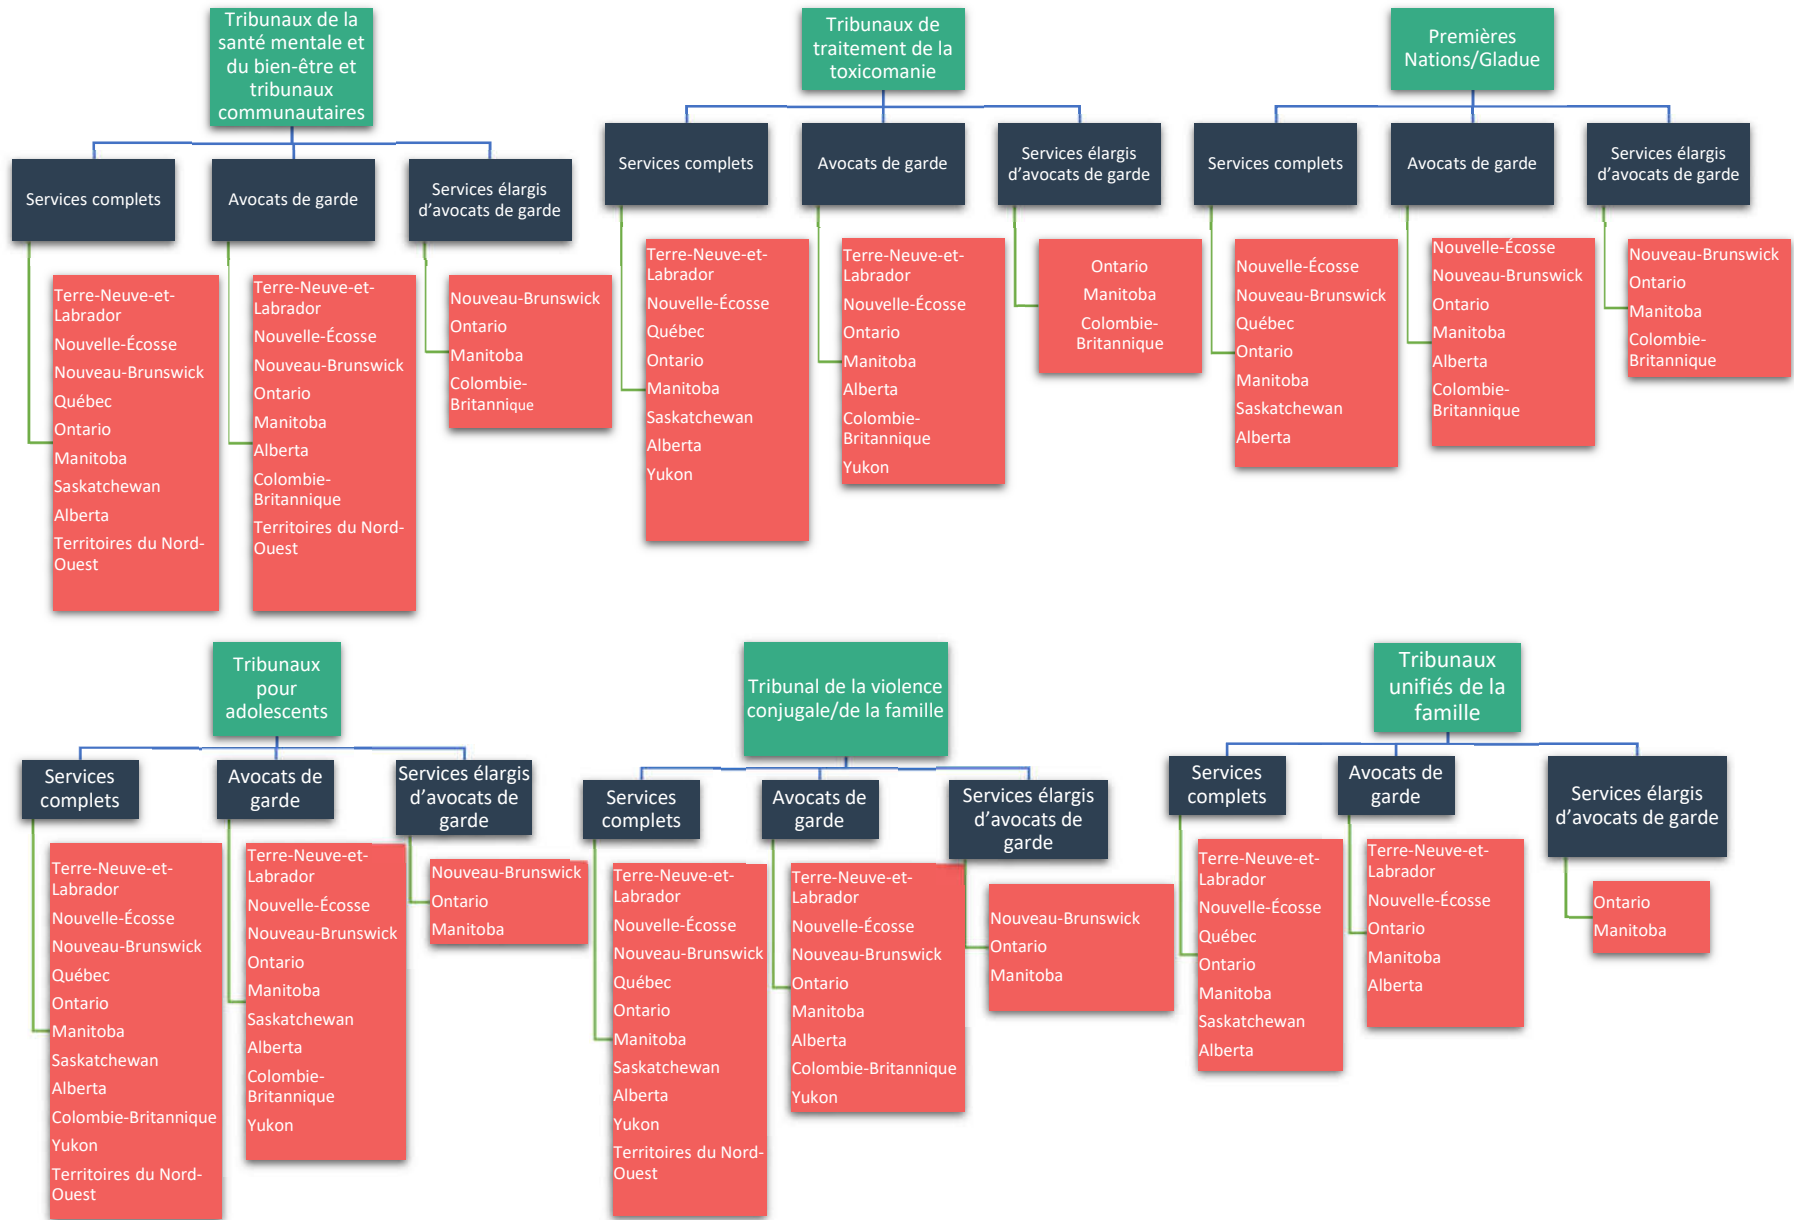 Tribunaux de la
santé mentale et
du bien-être et
tribunaux
communautaires
Services complets
Terre-Neuve-et-
Labrador
Nouvelle-Écosse
Nouveau-Brunswick
Québec
Ontario
Manitoba
Saskatchewan
Alberta
Territoires du Nord-
Ouest
Avocats de garde
Terre-Neuve-et-
Labrador
Nouvelle-Écosse
Nouveau-Brunswick
Ontario
Manitoba
Alberta
Colombie-
Britannique
Territoires du Nord-
Ouest
Services élargis
d’avocats de garde
Nouveau-Brunswick
Ontario
Manitoba
Colombie-
Britannique
Tribunaux de
traitement de la
toxicomanie
Services complets
Terre-Neuve-et-
Labrador
Nouvelle-Écosse
Québec
Ontario
Manitoba
Saskatchewan
Alberta
Yukon
Avocats de garde
Terre-Neuve-et-
Labrador
Nouvelle-Écosse
Ontario
Manitoba
Alberta
Colombie-
Britannique
Yukon
Services élargis
d’avocats de garde
Ontario
Manitoba
Colombie-
Britannique
Premières
Nations/Gladue
Services complets
Nouvelle-Écosse
Nouveau-Brunswick
Québec
Ontario
Manitoba
Saskatchewan
Alberta
Avocats de garde
Nouvelle-Écosse
Nouveau-Brunswick
Ontario
Manitoba
Alberta
Colombie-
Britannique
Services élargis
d’avocats de garde
Nouveau-Brunswick
Ontario
Manitoba
Colombie-
Britannique
Tribunaux
pour
adolescents
Services
complets
Terre-Neuve-et-
Labrador
Nouvelle-Écosse
Nouveau-Brunswick
Québec
Ontario
Manitoba
Saskatchewan
Alberta
Colombie-Britannique
Yukon
Territoires du Nord-
Ouest
Avocats de
garde
Terre-Neuve-et-
Labrador
Nouvelle-Écosse
Nouveau-Brunswick
Ontario
Manitoba
Saskatchewan
Alberta
Colombie-
Britannique
Yukon
Services élargis
d’avocats de
garde
Nouveau-Brunswick
Ontario
Manitoba
Tribunal de la violence
conjugale/de la famille
Services
complets
Terre-Neuve-et-
Labrador
Nouvelle-Écosse
Nouveau-Brunswick
Québec
Ontario
Manitoba
Saskatchewan
Alberta
Yukon
Territoires du Nord-
Ouest
Avocats de
garde
Terre-Neuve-et-
Labrador
Nouvelle-Écosse
Nouveau-Brunswick
Ontario
Manitoba
Alberta
Colombie-Britannique
Yukon
Services élargis
d’avocats de
garde
Nouveau-Brunswick
Ontario
Manitoba
Tribunaux
unifiés de la
famille
Services
complets
Terre-Neuve-et-
Labrador
Nouvelle-Écosse
Québec
Ontario
Manitoba
Saskatchewan
Alberta
Avocats de
garde
Terre-Neuve-et-
Labrador
Nouvelle-Écosse
Ontario
Manitoba
Alberta
Services élargis
d’avocats de garde
Ontario
Manitoba